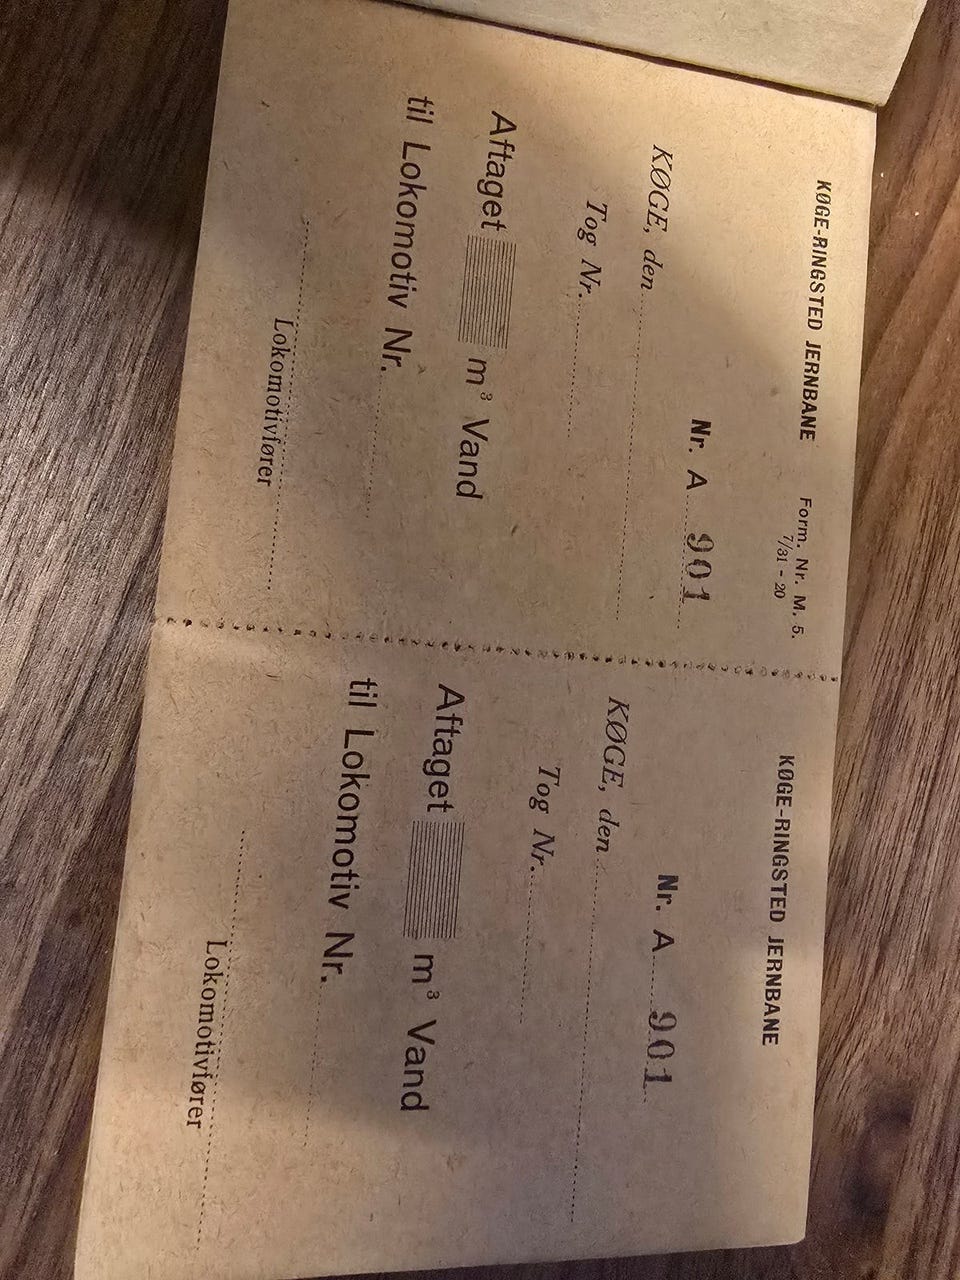 KØGE-RINGSTED JERNBANE Form. Nr. M. 5.
7/31 - 20
Nr. A 901
KØGE, den
Tog Nr.
Aftaget m³ Vand
til Lokomotiv Nr.
Lokomotivfører
KØGE-RINGSTED JERNBANE
Nr. A 901
KØGE, den
Tog Nr.
Aftaget m³ Vand
til Lokomotiv Nr.
Lokomotivfører